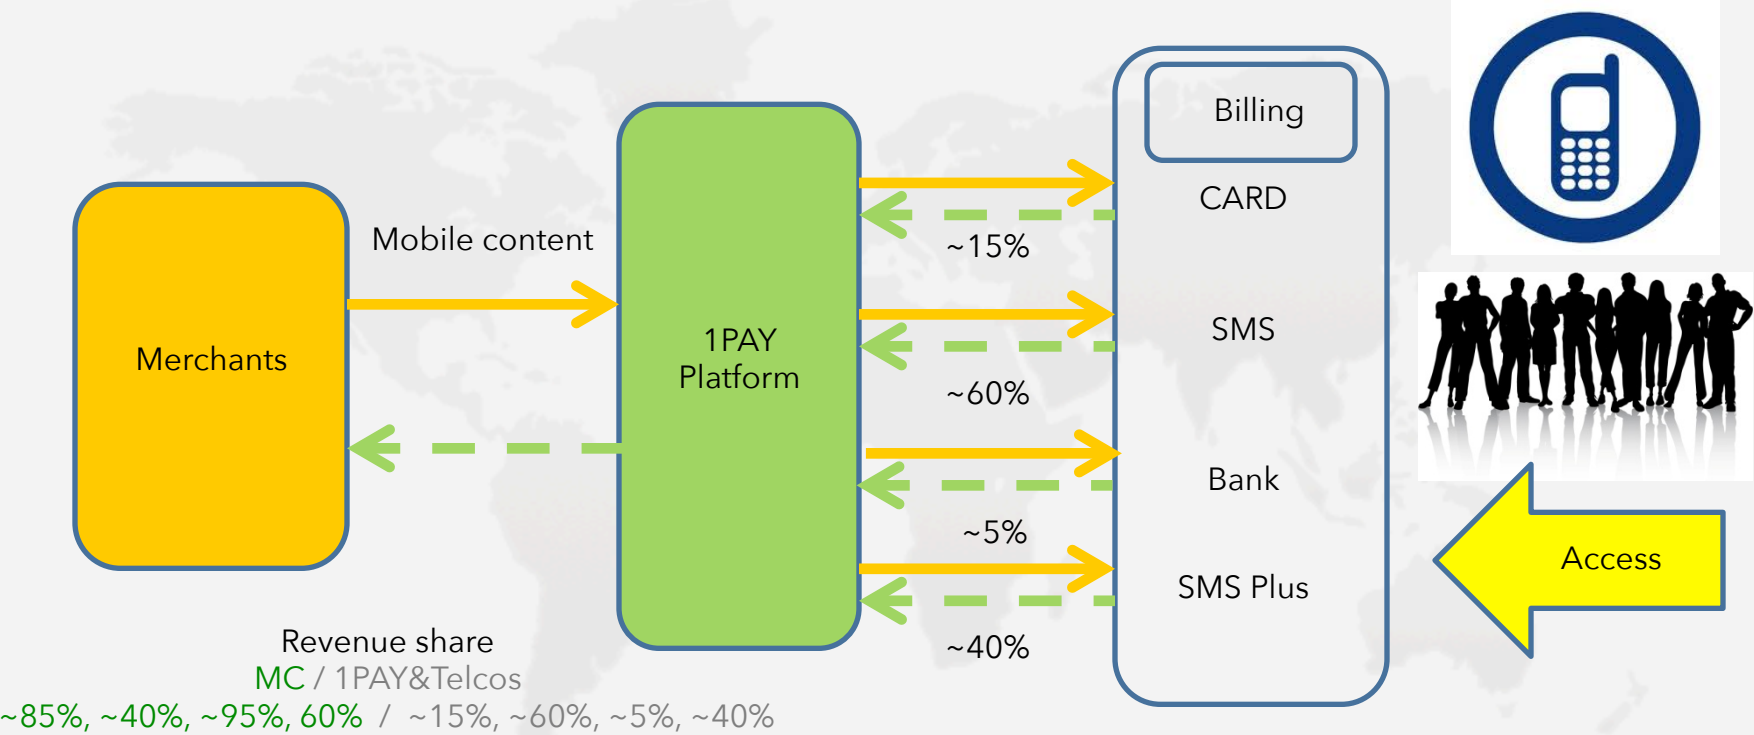 Merchants
Mobile content
1PAY
Platform
Billing
CARD
~15%
SMS
~60%
Bank
~5%
SMS Plus
~40%
Access
Revenue share
MC / 1PAY&Telcos
~85%, ~40%, ~95%, 60% / ~15%, ~60%, ~5%, ~40%